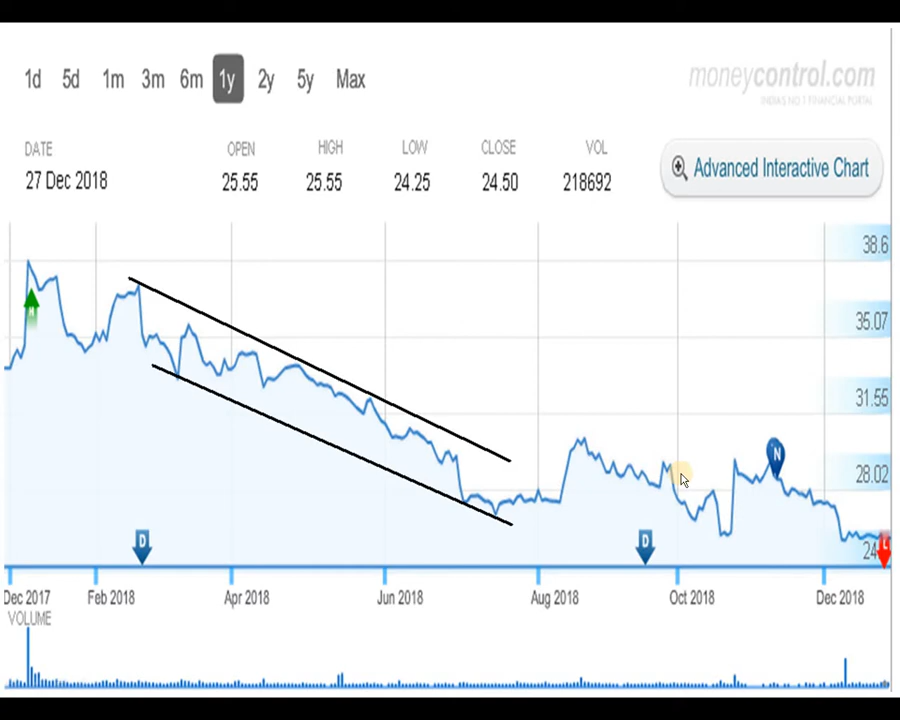 1d 5d 1m 3m 6m 1y 2y 5y Max
moneycontrol.com
INDIA'S NO 1 FINANCIAL PORTAL
DATE OPEN HIGH LOW CLOSE VOL
27 Dec 2018 25.55 25.55 24.25 24.50 218692
Advanced Interactive Chart
38.6
35.07
31.55
N
28.02
H
D
D
L
24.
Dec 2017 Feb 2018 Apr 2018 Jun 2018 Aug 2018 Oct 2018 Dec 2018
VOLUME